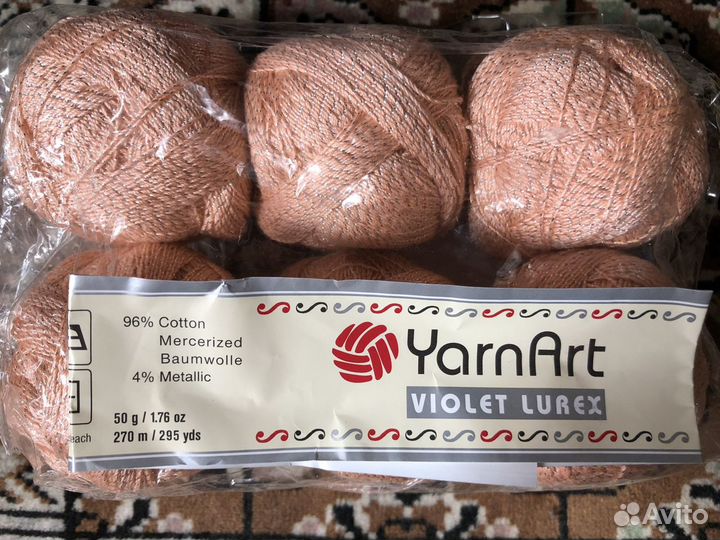 96% Cotton
Mercerized
Baumwolle
4% Metallic
50 g / 1.76 oz
270 m / 295 yds
each
YarnArt
VIOLET LUREX
Avito